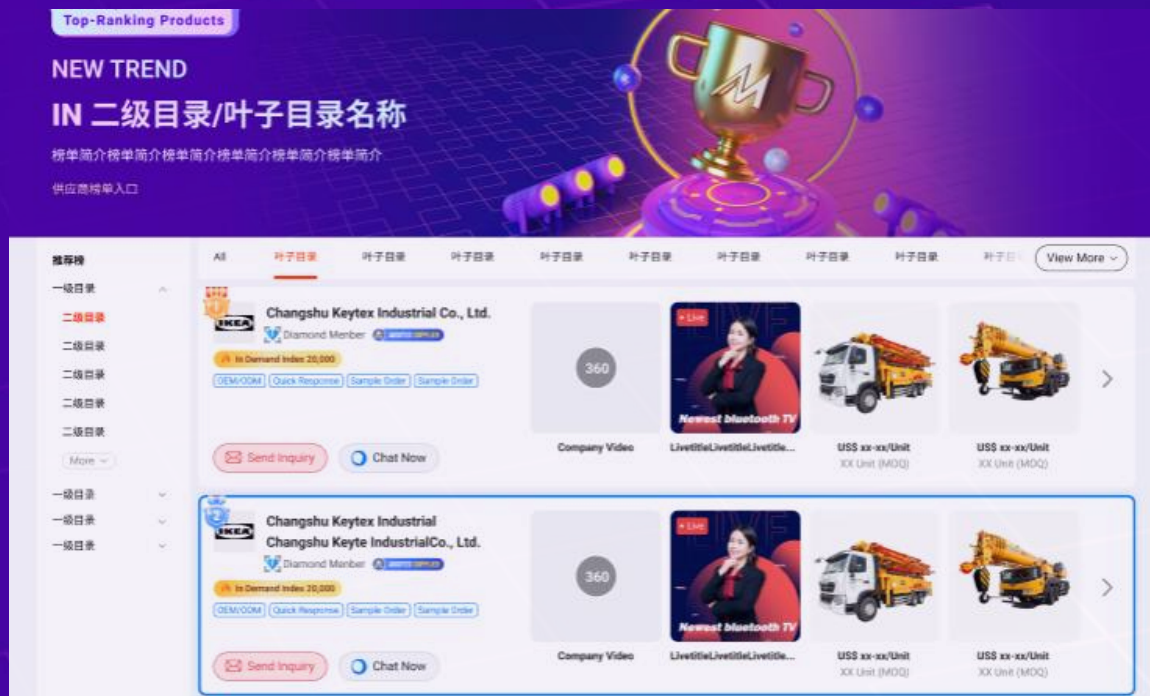 Top-Ranking Products
NEW TREND
IN 二级目录/叶子目录名称
榜单简介榜单简介榜单简介榜单简介榜单简介榜单简介
供应商榜单入口
推荐榜
一级目录
二级目录
二级目录
二级目录
二级目录
二级目录
More
一级目录
一级目录
一级目录
All 叶子目录 叶子目录 叶子目录 叶子目录 叶子目录 叶子目录 叶子目录 叶子目录 叶子目 View More
1
IKEA
Changshu Keytex Industrial Co., Ltd.
Diamond Menber
In Demand Index 20,000
OEM/ODM Quick Response Sample Order Sample Order
Send Inquiry Chat Now
360
Company Video
LIVE
Live
Newest bluetooth TV
LivetitleLivetitleLivetitle...
US$ xx-xx/Unit
XX Unit (MOQ)
US$ xx-xx/Unit
XX Unit (MOQ)
2
IKEA
Changshu Keytex Industrial
Changshu Keyte IndustrialCo., Ltd.
Diamond Menber
In Demand Index 20,000
OEM/ODM Quick Response Sample Order Sample Order
Send Inquiry Chat Now
360
Company Video
LIVE
Live
Newest bluetooth TV
LivetitleLivetitleLivetitle...
US$ xx-xx/Unit
XX Unit (MOQ)
US$ xx-xx/Unit
XX Unit (MOQ)